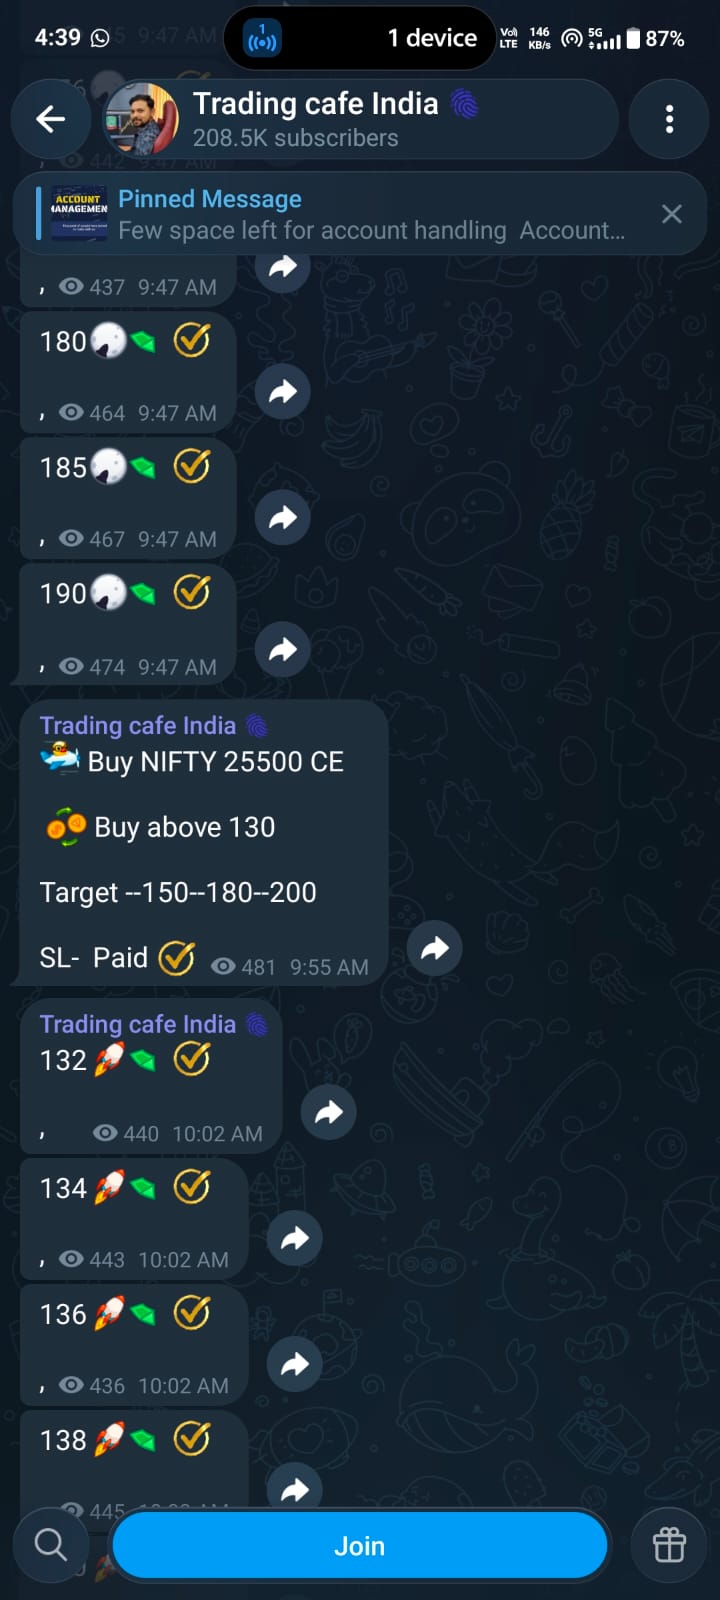 4:39
1
1 device
Vo) LTE
146 KB/s
5G
87%
Trading cafe India
208.5K subscribers
ACCOUNT
Pinned Message
Few space left for account handling Account...
, 437 9:47 AM
180
, 464 9:47 AM
185
, 467 9:47 AM
190
, 474 9:47 AM
Trading cafe India
Buy NIFTY 25500 CE
Buy above 130
Target --150--180--200
SL- Paid
481 9:55 AM
Trading cafe India
132
, 440 10:02 AM
134
, 443 10:02 AM
136
, 436 10:02 AM
138
445
Join